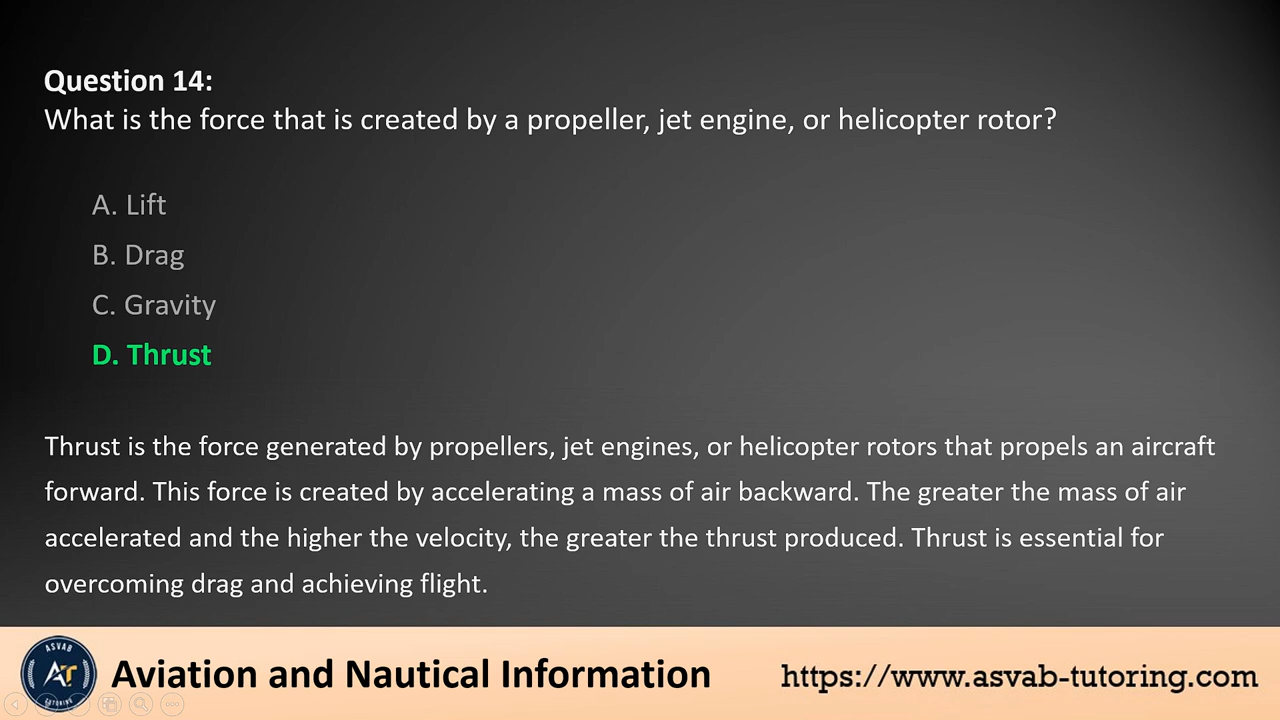 Question 14:
What is the force that is created by a propeller, jet engine, or helicopter rotor?
A. Lift
B. Drag
C. Gravity
D. Thrust
Thrust is the force generated by propellers, jet engines, or helicopter rotors that propels an aircraft
forward. This force is created by accelerating a mass of air backward. The greater the mass of air
accelerated and the higher the velocity, the greater the thrust produced. Thrust is essential for
overcoming drag and achieving flight.
ASVAB
AT
TUTORING
Aviation and Nautical Information
https://www.asvab-tutoring.com